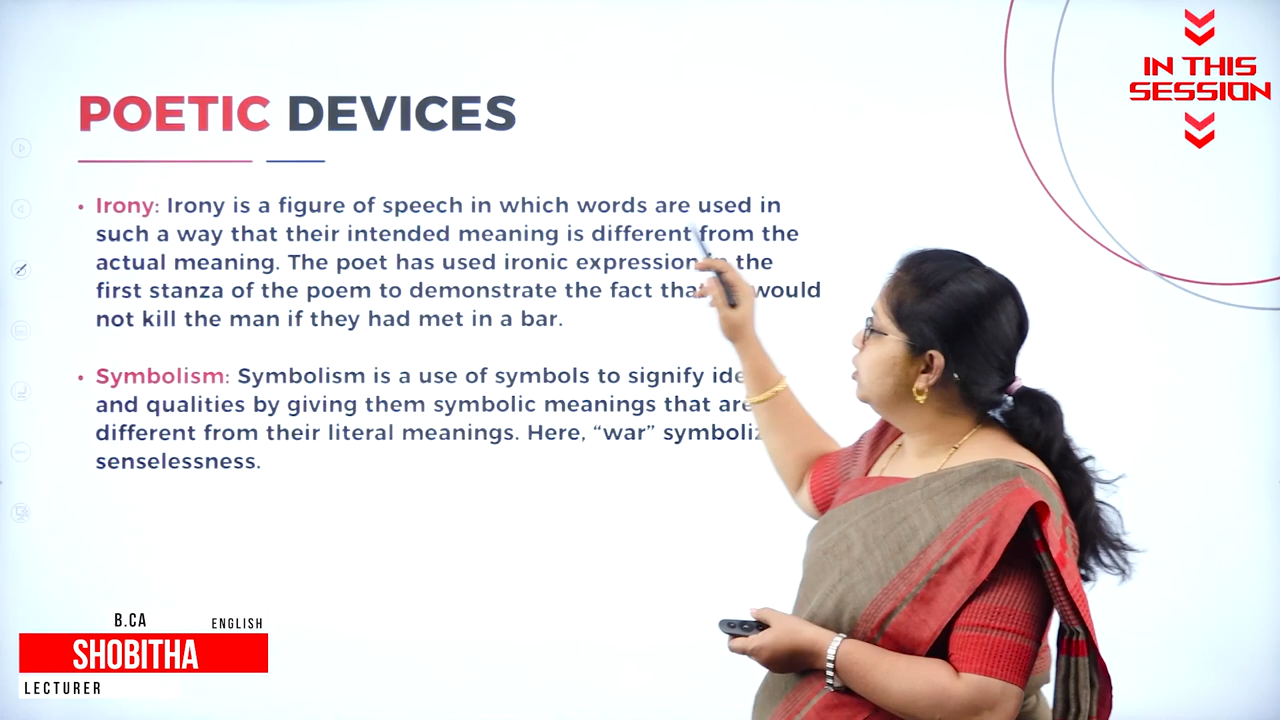 IN THIS
SESSION
POETIC DEVICES
• Irony: Irony is a figure of speech in which words are used in
such a way that their intended meaning is different from the
actual meaning. The poet has used ironic expression the
first stanza of the poem to demonstrate the fact that would
not kill the man if they had met in a bar.
• Symbolism: Symbolism is a use of symbols to signify
and qualities by giving them symbolic meanings that are
different from their literal meanings. Here, “war”
senselessness.
B.CA ENGLISH
SHOBITHA
LECTURER